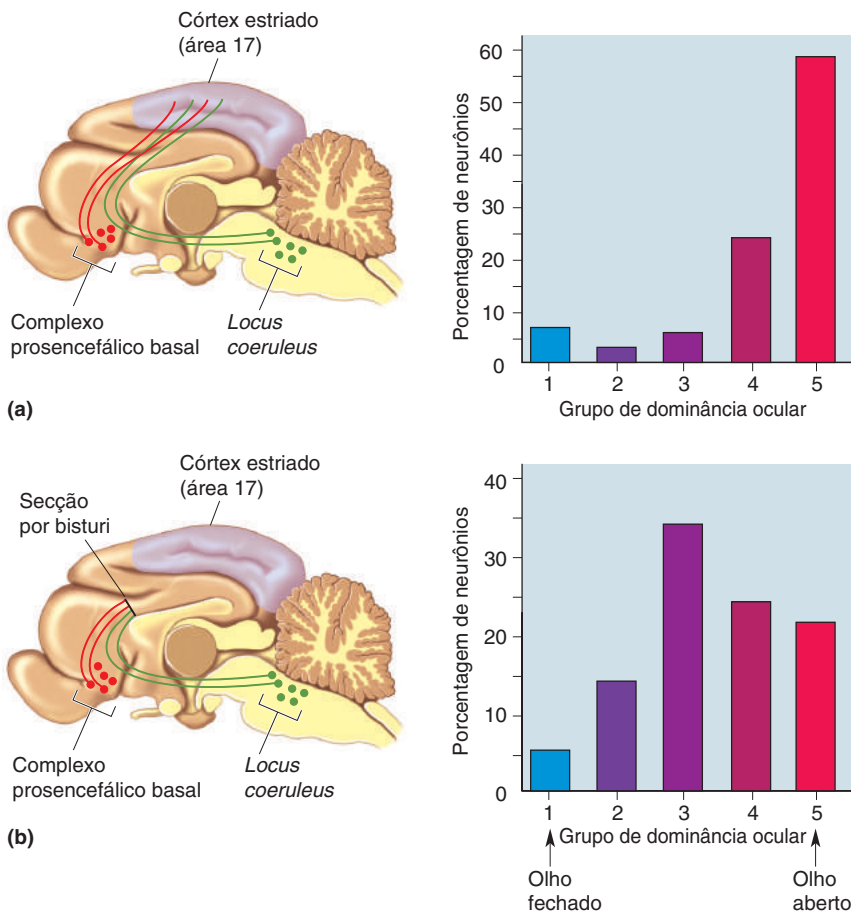 Córtex estriado
(área 17)
Complexo
prosencefálico basal
Locus
coeruleus
(a)
Porcentagem de neurônios
60
50
40
30
20
10
0
1 2 3 4 5
Grupo de dominância ocular
Córtex estriado
(área 17)
Secção
por bisturi
Complexo
prosencefálico basal
Locus
coeruleus
(b)
Porcentagem de neurônios
40
30
20
10
0
1 2 3 4 5
Grupo de dominância ocular
Olho
fechado
Olho
aberto